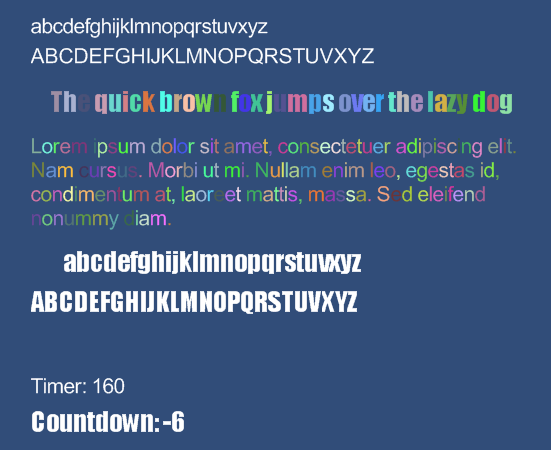 abcdefghijklmnopqrstuvxyz
ABCDEFGHIJKLMNOPQRSTUVXYZ
The quick brown fox jumps over the lazy dog
Lorem ipsum dolor sit amet, consectetuer adipiscing elit.
Nam cursus. Morbi ut mi. Nullam enim leo, egestas id,
condimentum at, laoreet mattis, massa. Sed eleifend
nonummy diam.
abcdefghijklmnopqrstuvxyz
ABCDEFGHIJKLMNOPQRSTUVXYZ
Timer: 160
Countdown: -6